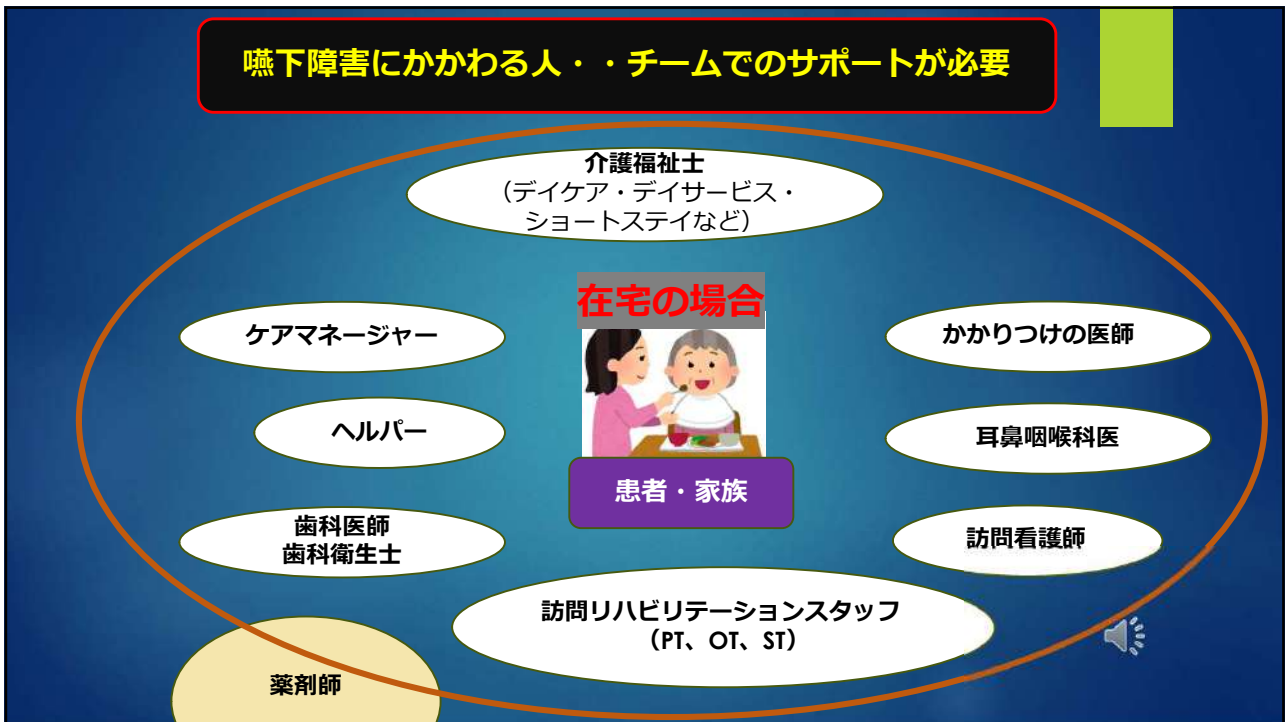 嚥下障害にかかわる人・・チームでのサポートが必要
介護福祉士
（デイケア・デイサービス・
ショートステイなど）
在宅の場合
ケアマネージャー
かかりつけの医師
ヘルパー
耳鼻咽喉科医
患者・家族
歯科医師
歯科衛生士
訪問看護師
訪問リハビリテーションスタッフ
（PT、OT、ST）
薬剤師